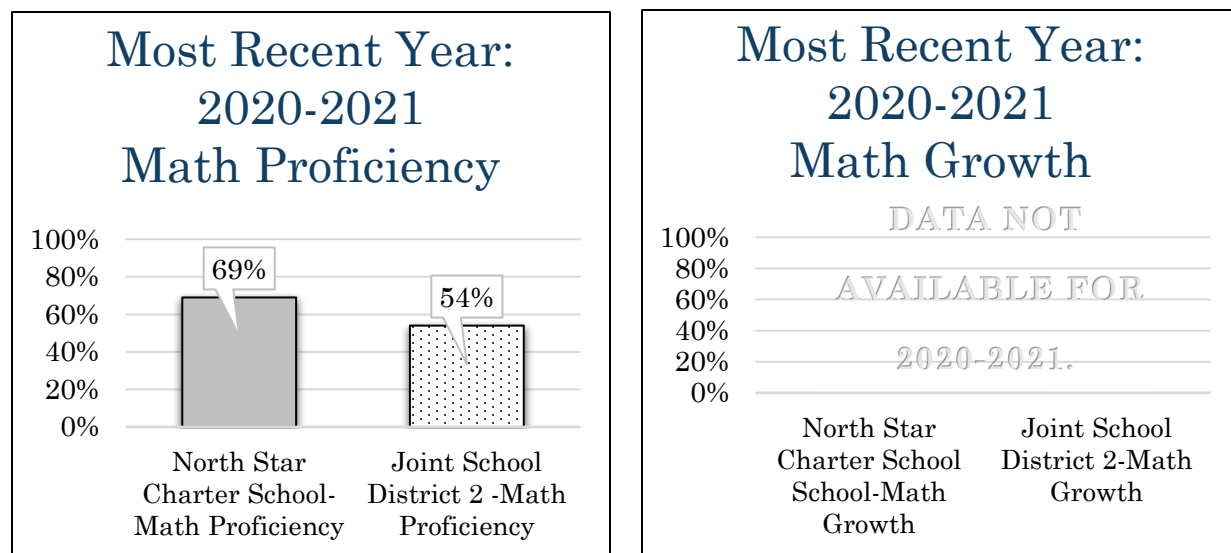 Most Recent Year:
2020-2021
Math Proficiency
100%
80%
60%
40%
20%
0%
69%
54%
North Star
Charter School-
Math Proficiency
Joint School
District 2 -Math
Proficiency
Most Recent Year:
2020-2021
Math Growth
DATA NOT
AVAILABLE FOR
2020-2021.
100%
80%
60%
40%
20%
0%
North Star
Charter School
School-Math
Growth
Joint School
District 2-Math
Growth